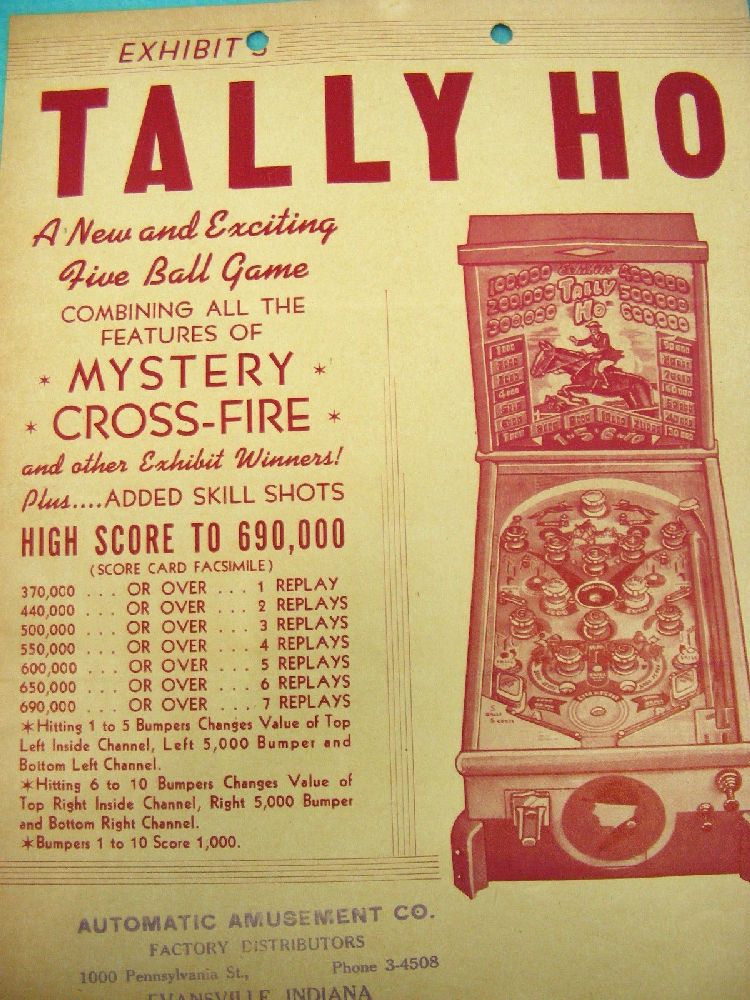 EXHIBIT'S
TALLY HO
A New and Exciting
Five Ball Game
COMBINING ALL THE
FEATURES OF
* MYSTERY *
* CROSS-FIRE *
and other Exhibit Winners!
Plus....ADDED SKILL SHOTS
HIGH SCORE TO 690,000
(SCORE CARD FACSIMILE)
370,000 ... OR OVER ... 1 REPLAY
440,000 ... OR OVER ... 2 REPLAYS
500,000 ... OR OVER ... 3 REPLAYS
550,000 ... OR OVER ... 4 REPLAYS
600,000 ... OR OVER ... 5 REPLAYS
650,000 ... OR OVER ... 6 REPLAYS
690,000 ... OR OVER ... 7 REPLAYS
*Hitting 1 to 5 Bumpers Changes Value of Top
Left Inside Channel, Left 5,000 Bumper and
Bottom Left Channel.
*Hitting 6 to 10 Bumpers Changes Value of
Top Right Inside Channel, Right 5,000 Bumper
and Bottom Right Channel.
*Bumpers 1 to 10 Score 1,000.
100,000 400,000
200,000 500,000
300,000 600,000
TALLY
HO
AUTOMATIC AMUSEMENT CO.
FACTORY DISTRIBUTORS
1000 Pennsylvania St., Phone 3-4508
EVANSVILLE, INDIANA